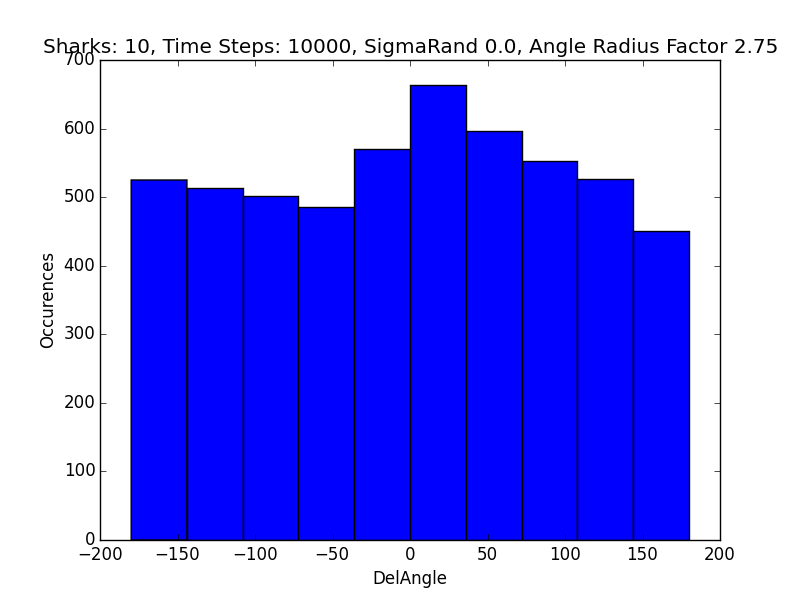 Sharks: 10, Time Steps: 10000, SigmaRand 0.0, Angle Radius Factor 2.75
700
600
500
400
300
200
100
0
Occurences
−200 −150 −100 −50 0 50 100 150 200
DelAngle